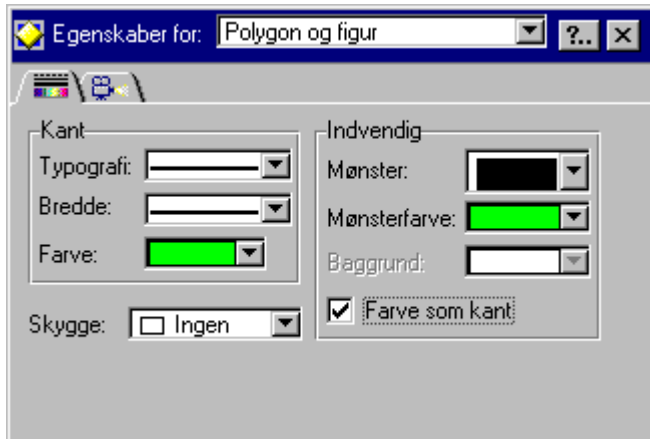 Egenskaber for: Polygon og figur ?..
Kant
Typografi:
Bredde:
Farve:
Skygge: Ingen
Indvendig
Mønster:
Mønsterfarve:
Baggrund:
Farve som kant